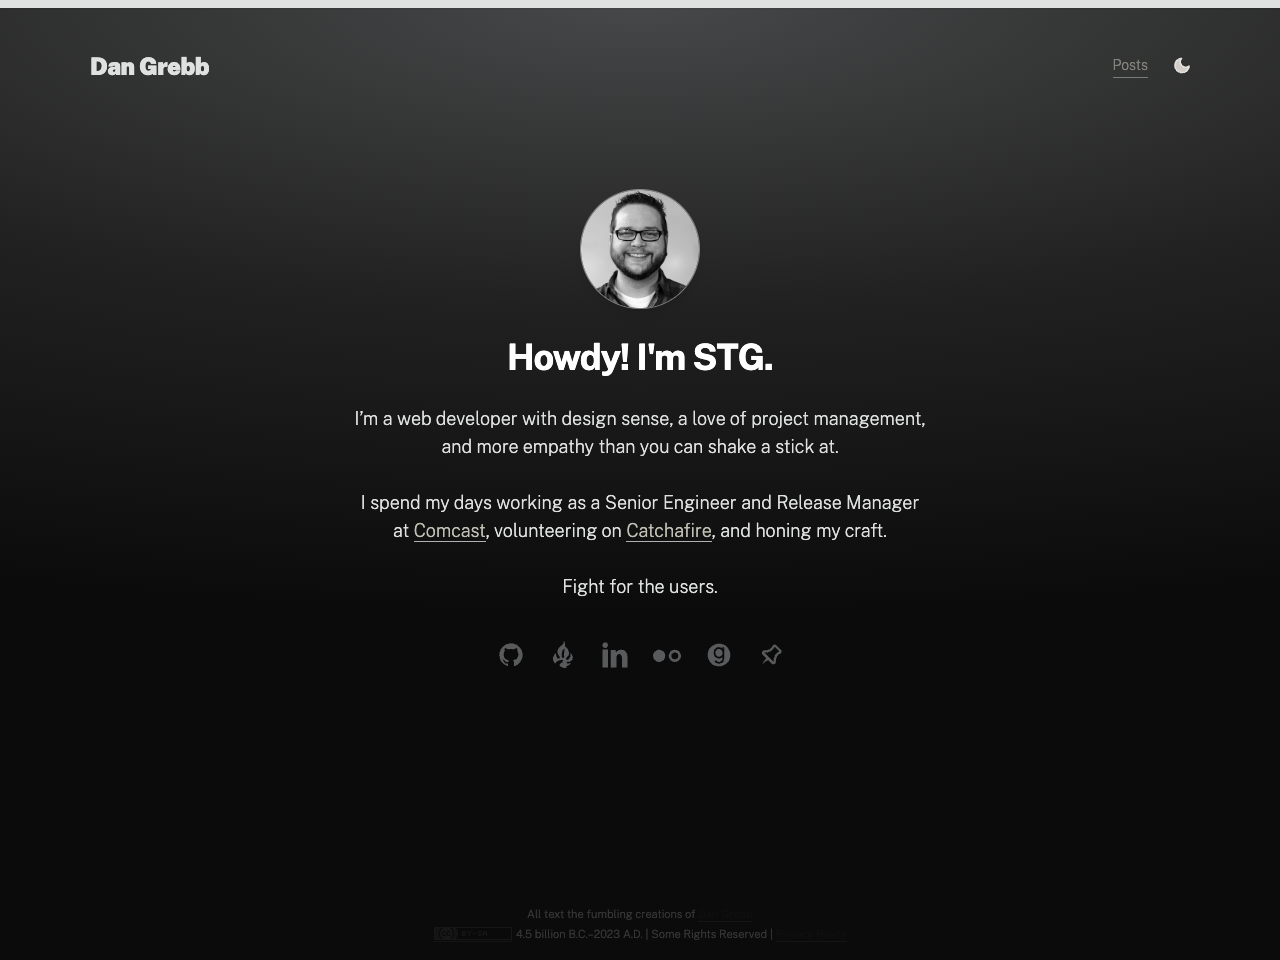 Dan Grebb
Posts
Howdy! I'm STG.
I’m a web developer with design sense, a love of project management,
and more empathy than you can shake a stick at.
I spend my days working as a Senior Engineer and Release Manager
at Comcast, volunteering on Catchafire, and honing my craft.
Fight for the users.
All text the fumbling creations of
4.5 billion B.C.–2023 A.D. | Some Rights Reserved |